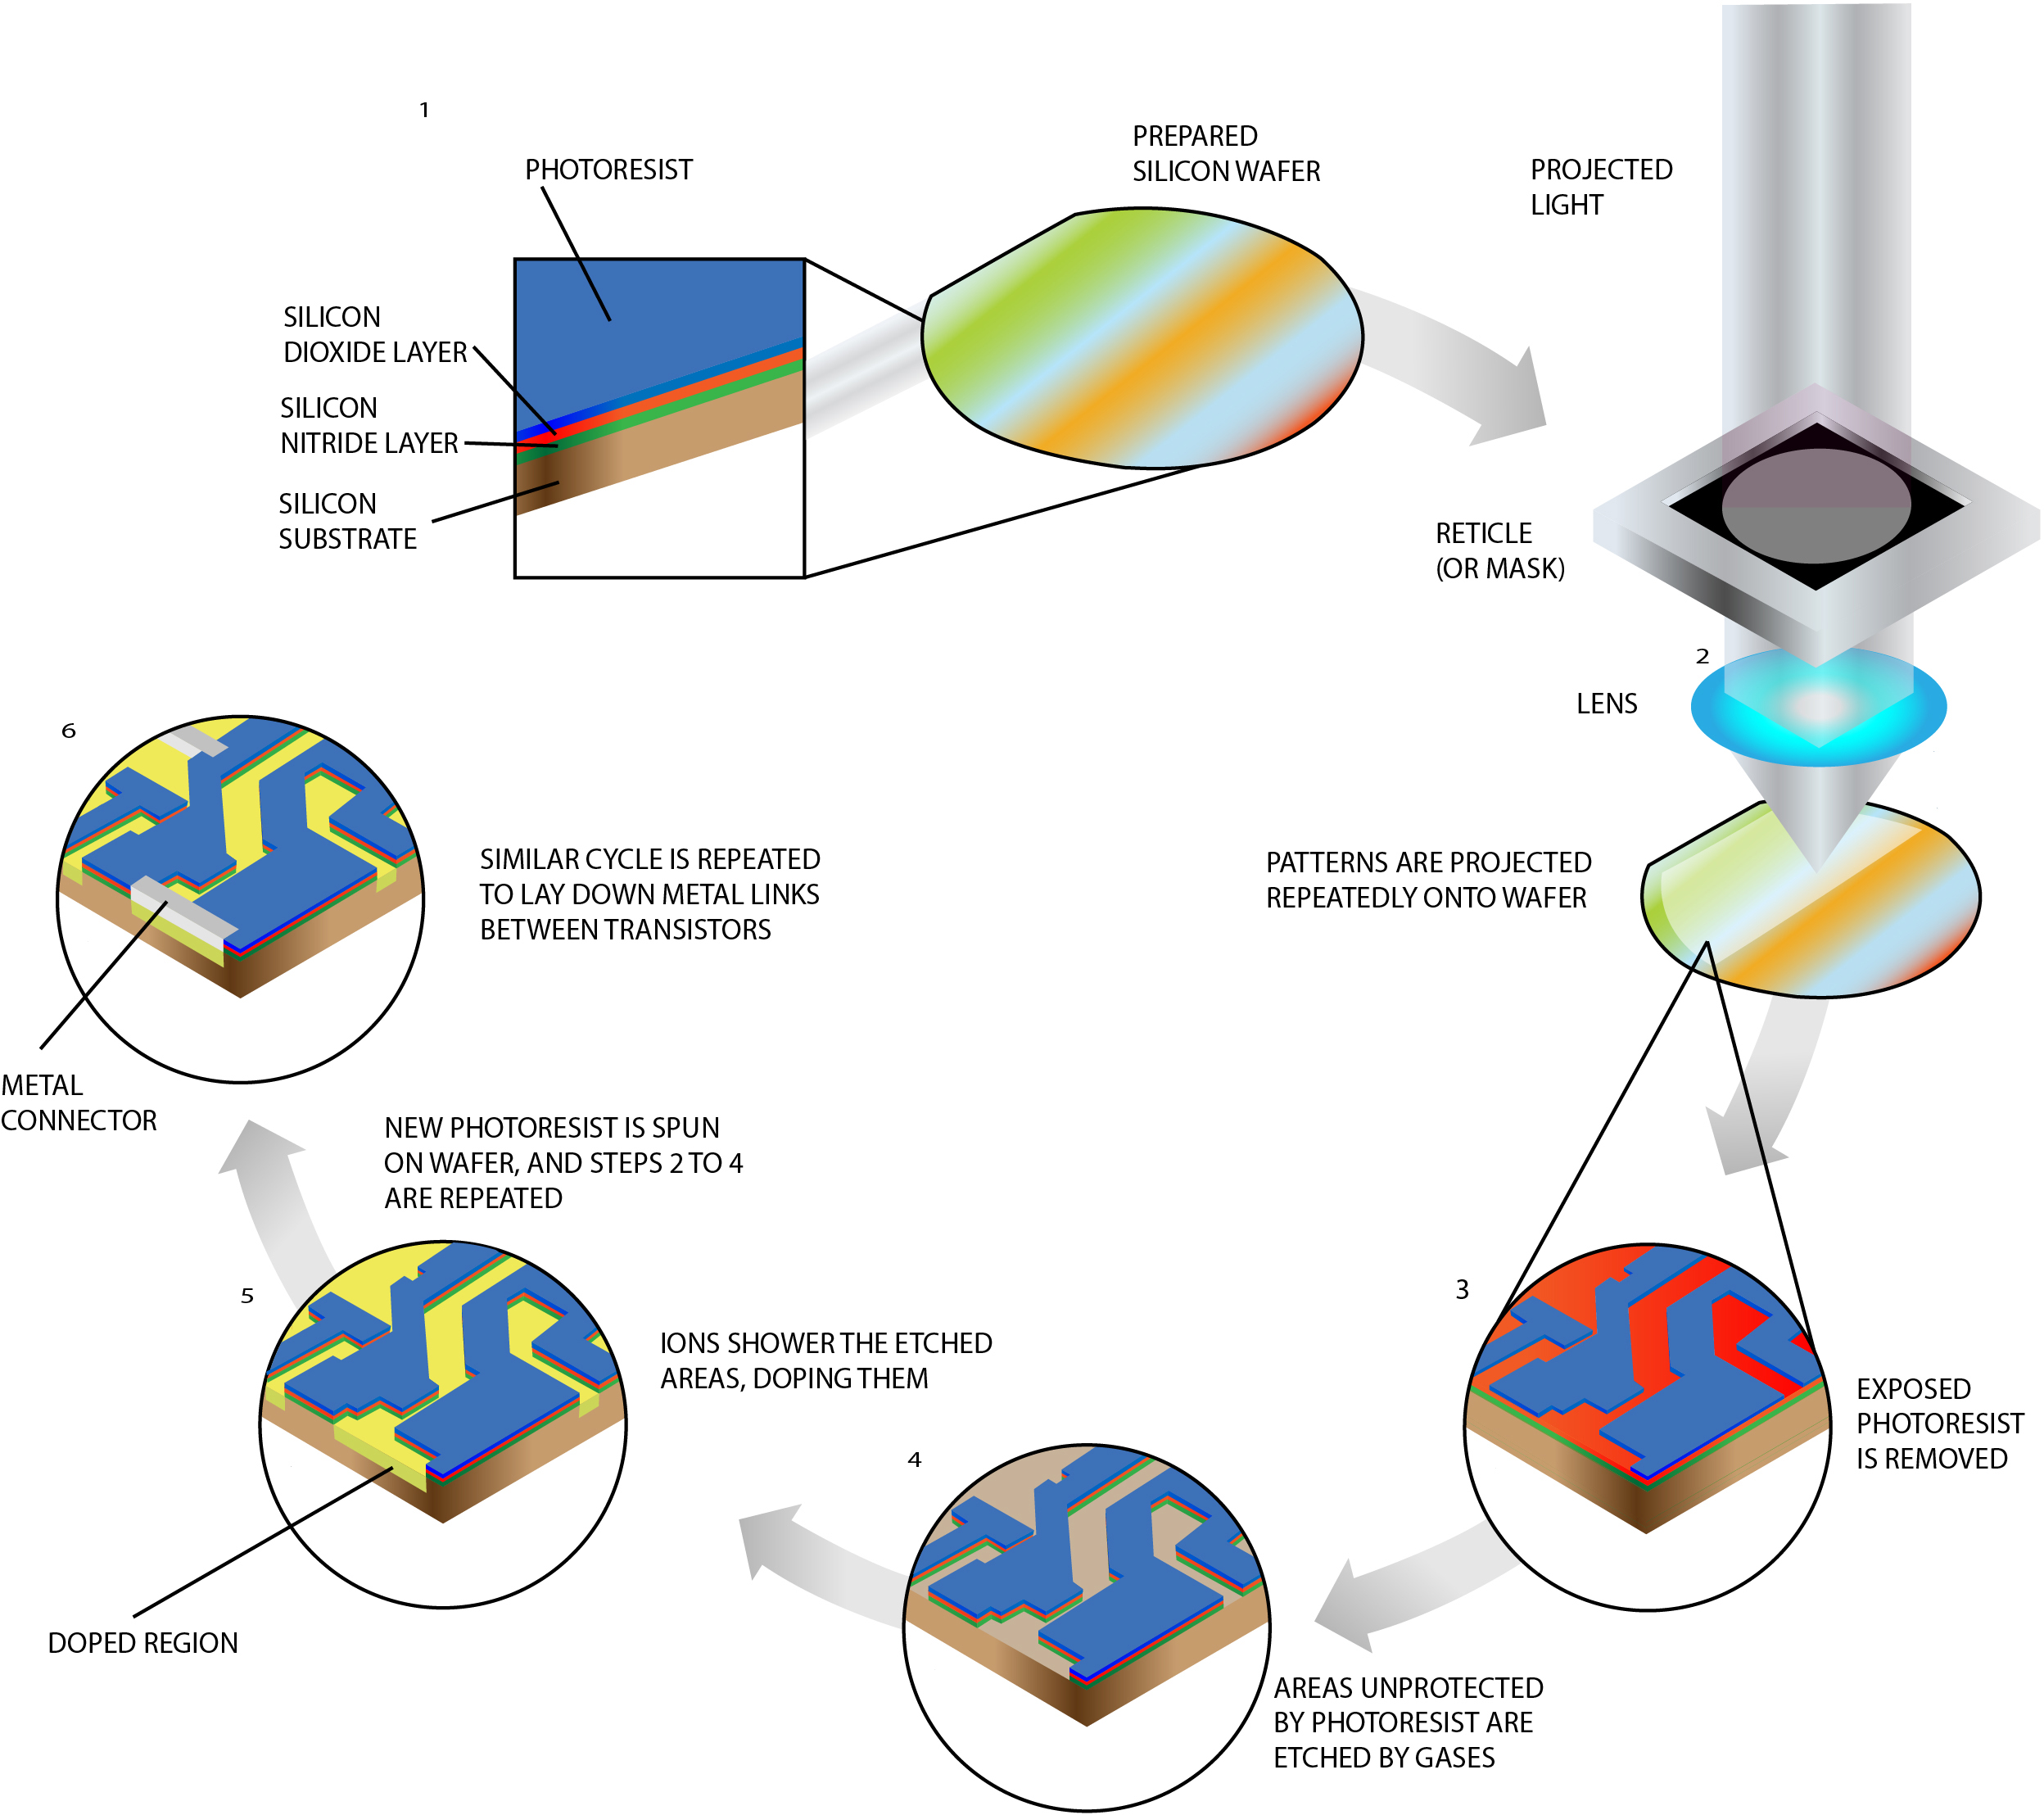 1
PHOTORESIST
SILICON
DIOXIDE LAYER
SILICON
NITRIDE LAYER
SILICON
SUBSTRATE
PREPARED
SILICON WAFER
PROJECTED
LIGHT
RETICLE
(OR MASK)
2
LENS
PATTERNS ARE PROJECTED
REPEATEDLY ONTO WAFER
3
EXPOSED
PHOTORESIST
IS REMOVED
4
AREAS UNPROTECTED
BY PHOTORESIST ARE
ETCHED BY GASES
5
IONS SHOWER THE ETCHED
AREAS, DOPING THEM
DOPED REGION
NEW PHOTORESIST IS SPUN
ON WAFER, AND STEPS 2 TO 4
ARE REPEATED
6
SIMILAR CYCLE IS REPEATED
TO LAY DOWN METAL LINKS
BETWEEN TRANSISTORS
METAL
CONNECTOR